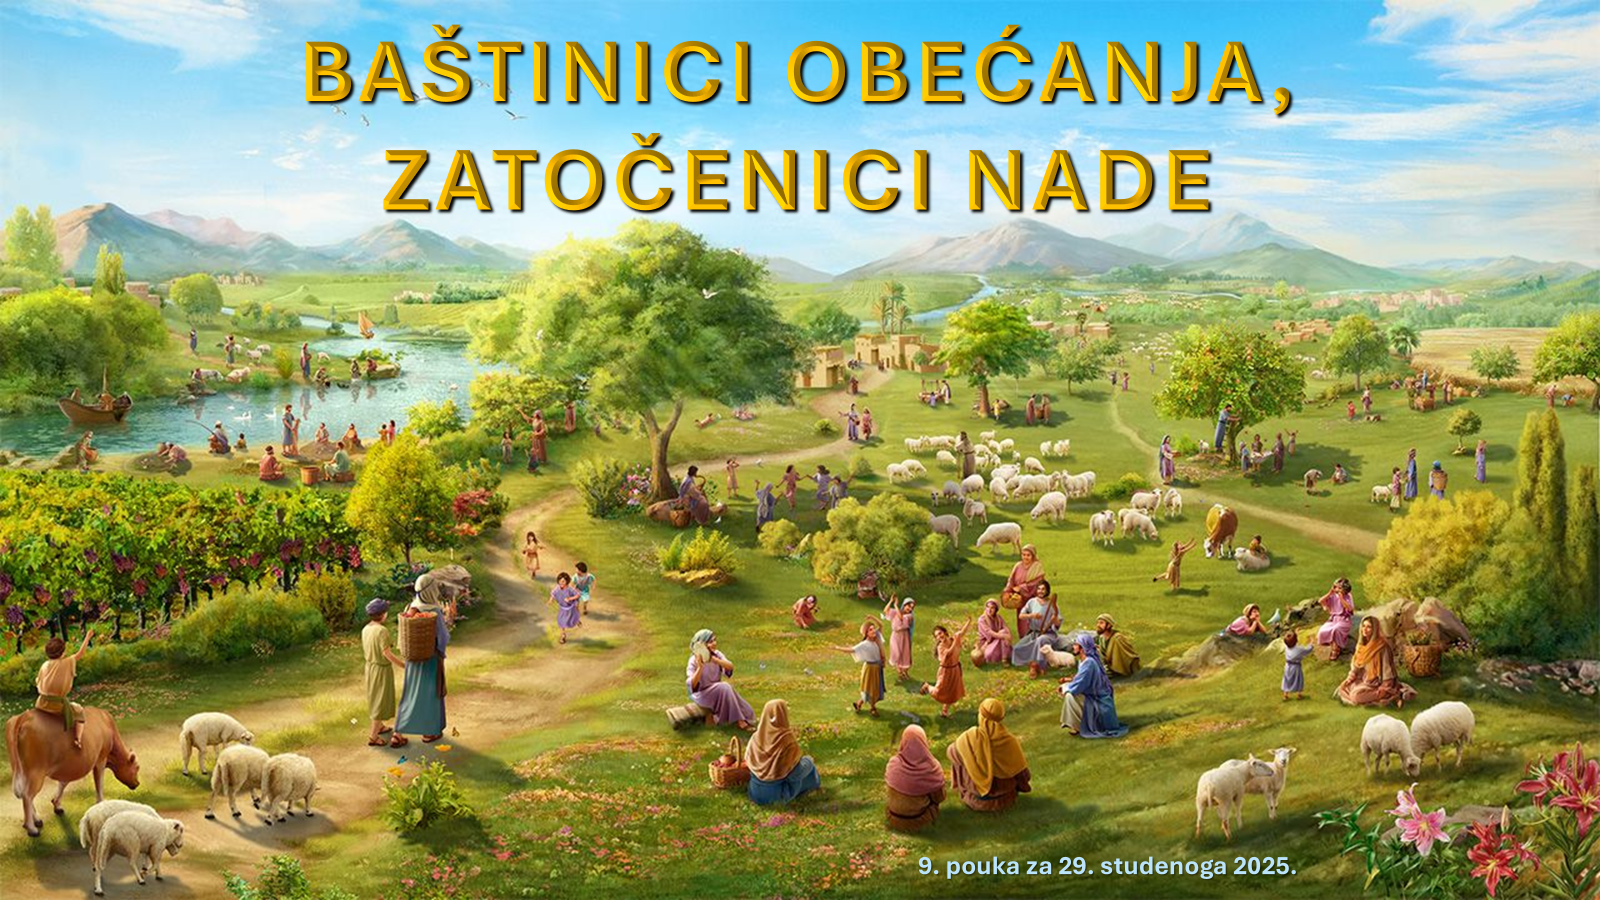 BAŠTINICI OBEĆANJA,
ZATOČENICI NADE
9. pouka za 29. studenoga 2025.